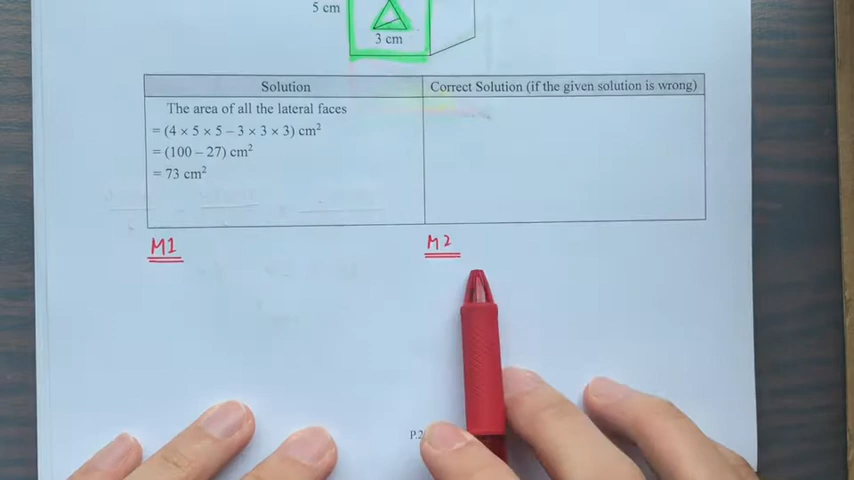 5 cm
3 cm
Solution
Correct Solution (if the given solution is wrong)
The area of all the lateral faces
= (4 × 5 × 5 – 3 × 3 × 3) cm²
= (100 – 27) cm²
= 73 cm²
M1
M2